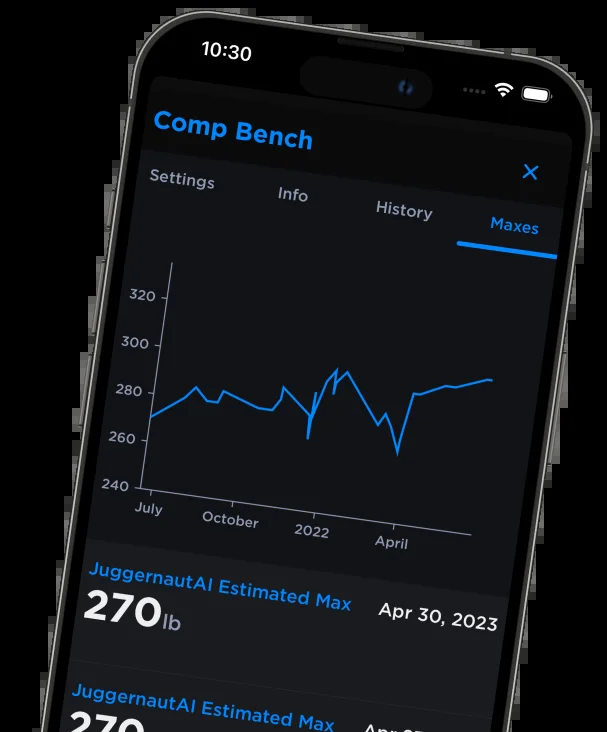 10:30
Comp Bench
Settings Info History Maxes
320
300
280
260
240
July October 2022 April
JuggernautAI Estimated Max Apr 30, 2023
270lb
JuggernautAI Estimated Max
270